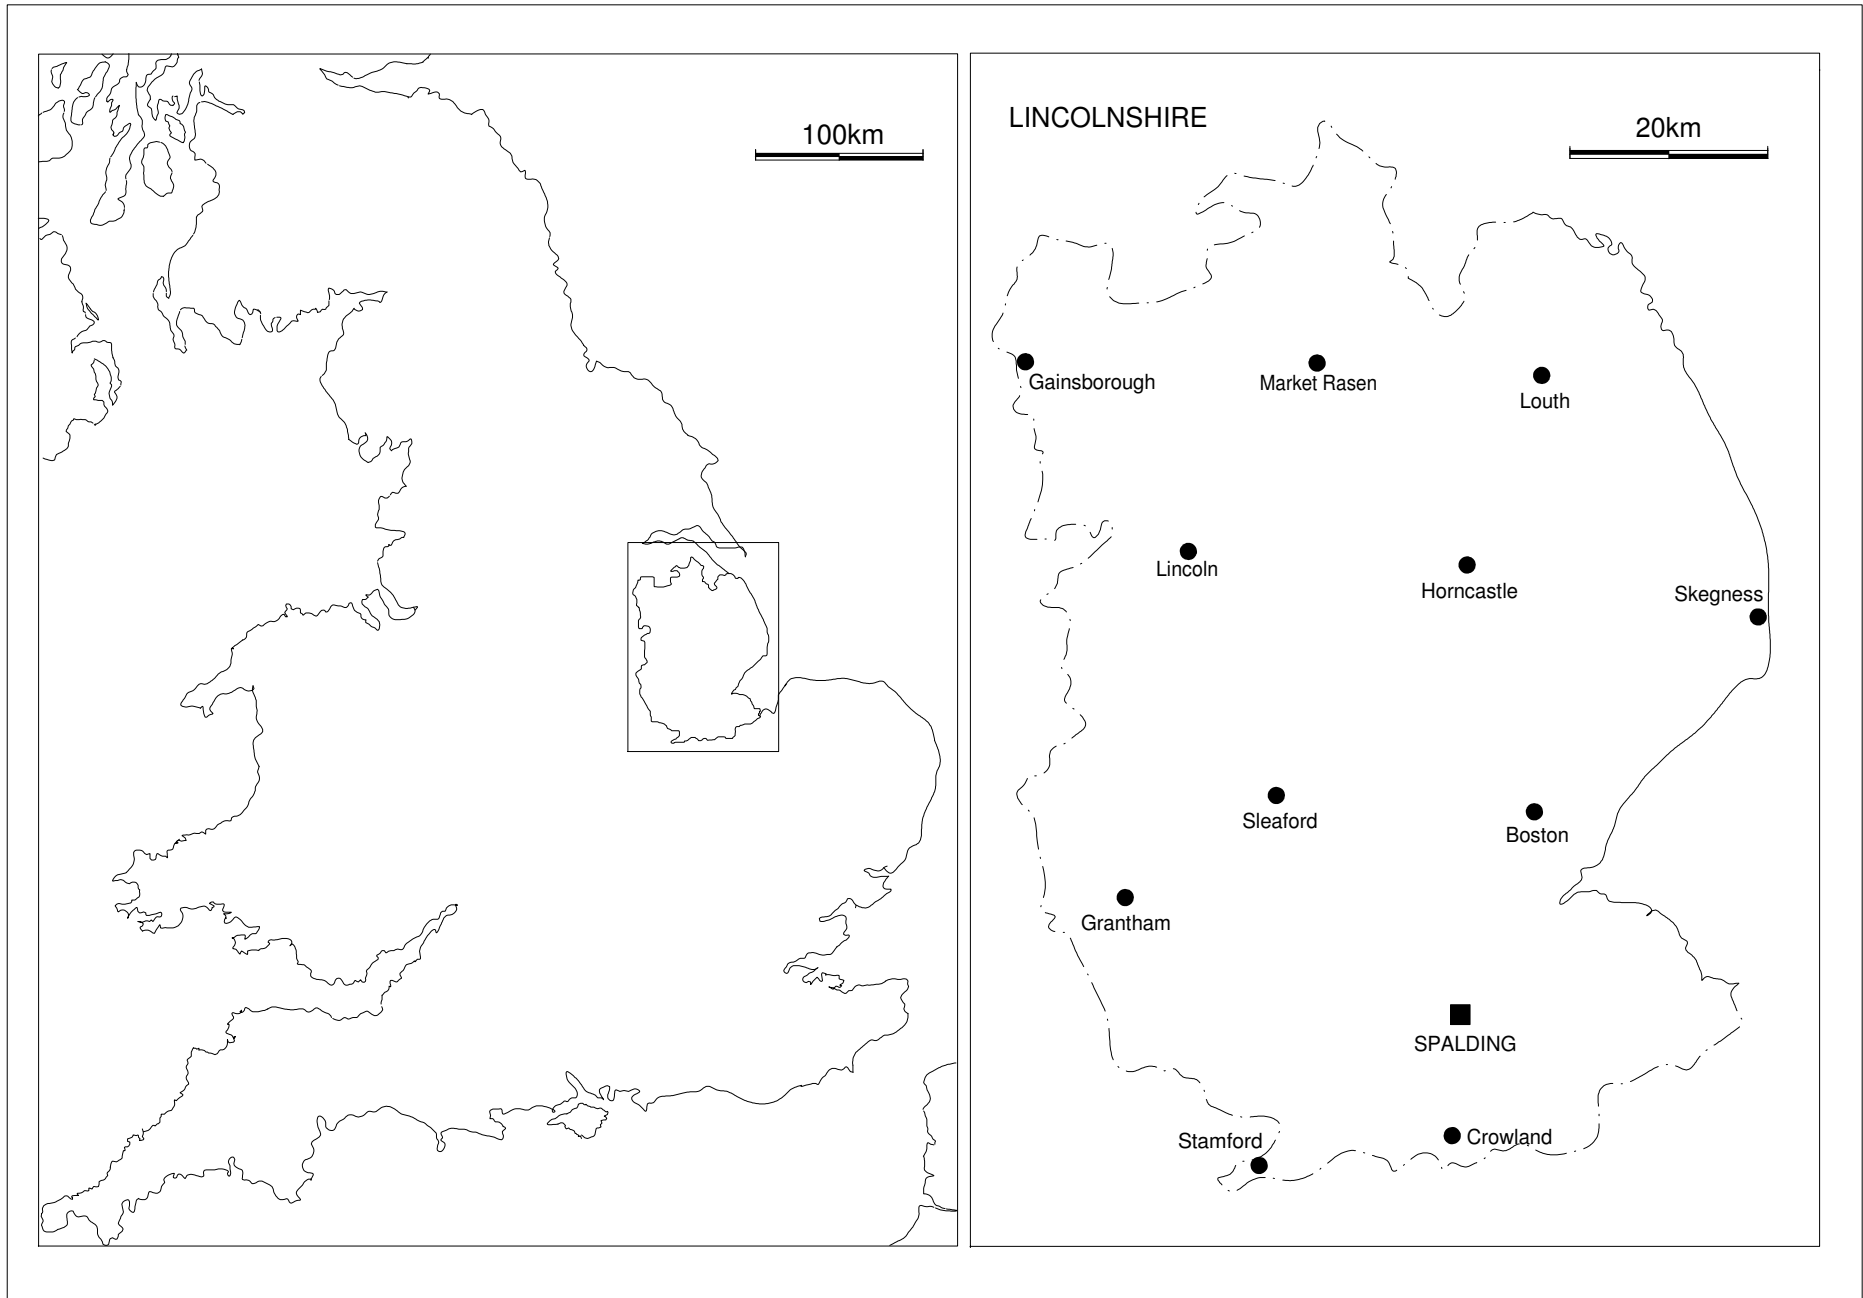 100km
LINCOLNSHIRE
20km
Gainsborough
Market Rasen
Louth
Lincoln
Horncastle
Skegness
Sleaford
Boston
Grantham
SPALDING
Stamford
Crowland